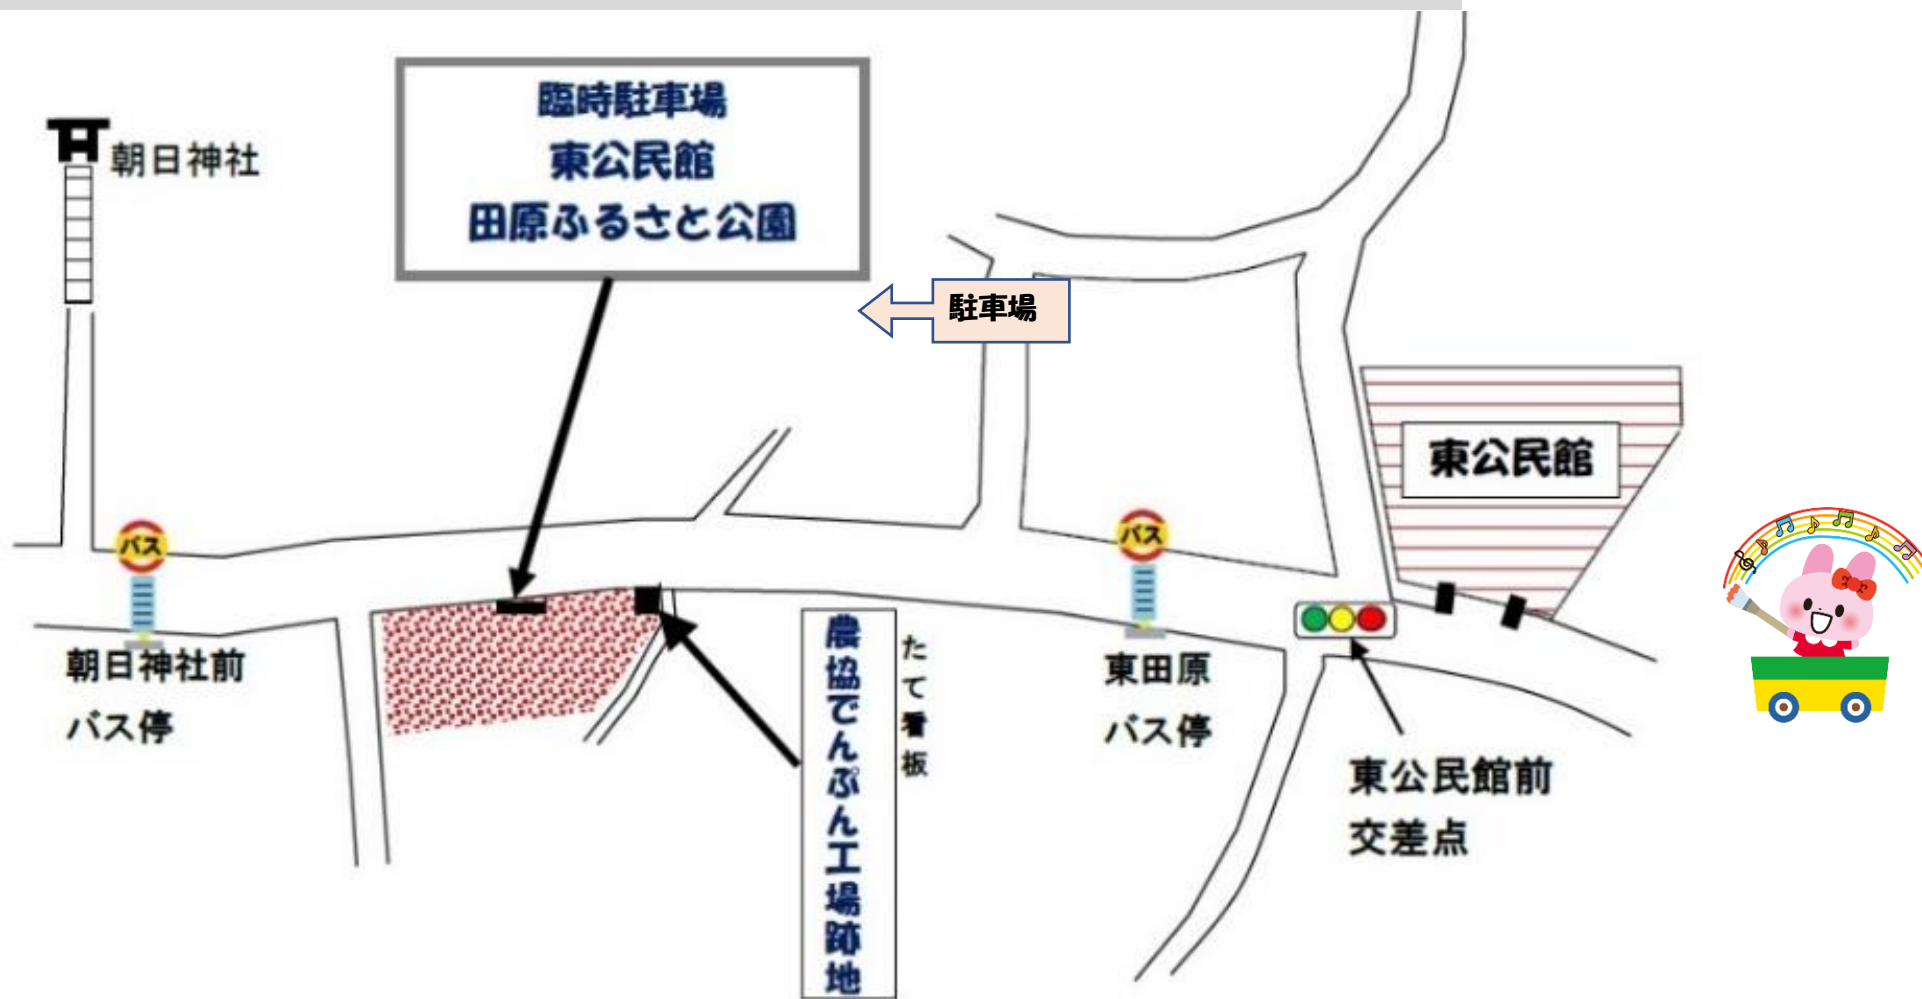 臨時駐車場
東公民館
田原ふるさと公園
朝日神社
駐車場
東公民館
バス
バス
朝日神社前
バス停
農協でんぷん工場跡地
たて看板
東田原
バス停
東公民館前
交差点